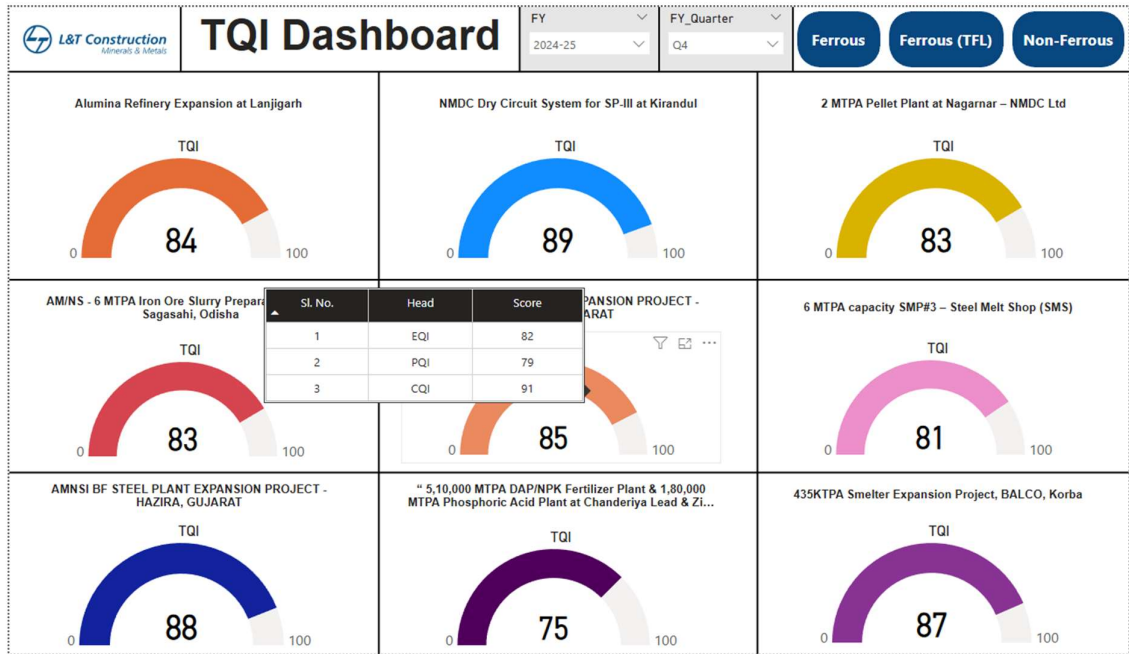 L&T Construction
Minerals & Metals
TQI Dashboard
FY
2024-25
FY_Quarter
Q4
Ferrous
Ferrous (TFL)
Non-Ferrous
Alumina Refinery Expansion at Lanjigarh
TQI
84
0
100
NMDC Dry Circuit System for SP-III at Kirandul
TQI
89
0
100
2 MTPA Pellet Plant at Nagarnar – NMDC Ltd
TQI
83
0
100
AM/NS - 6 MTPA Iron Ore Slurry
Sagasahi, Odisha
TQI
83
0
100
Sl. No. Head Score
1 EQI 82
2 PQI 79
3 CQI 91
PROJECT -
85
0
100
6 MTPA capacity SMP#3 – Steel Melt Shop (SMS)
TQI
81
0
100
AMNSI BF STEEL PLANT EXPANSION PROJECT -
HAZIRA, GUJARAT
TQI
88
0
100
“ 5,10,000 MTPA DAP/NPK Fertilizer Plant & 1,80,000
MTPA Phosphoric Acid Plant at Chanderiya Lead & Zi...
TQI
75
0
100
435KTPA Smelter Expansion Project, BALCO, Korba
TQI
87
0
100